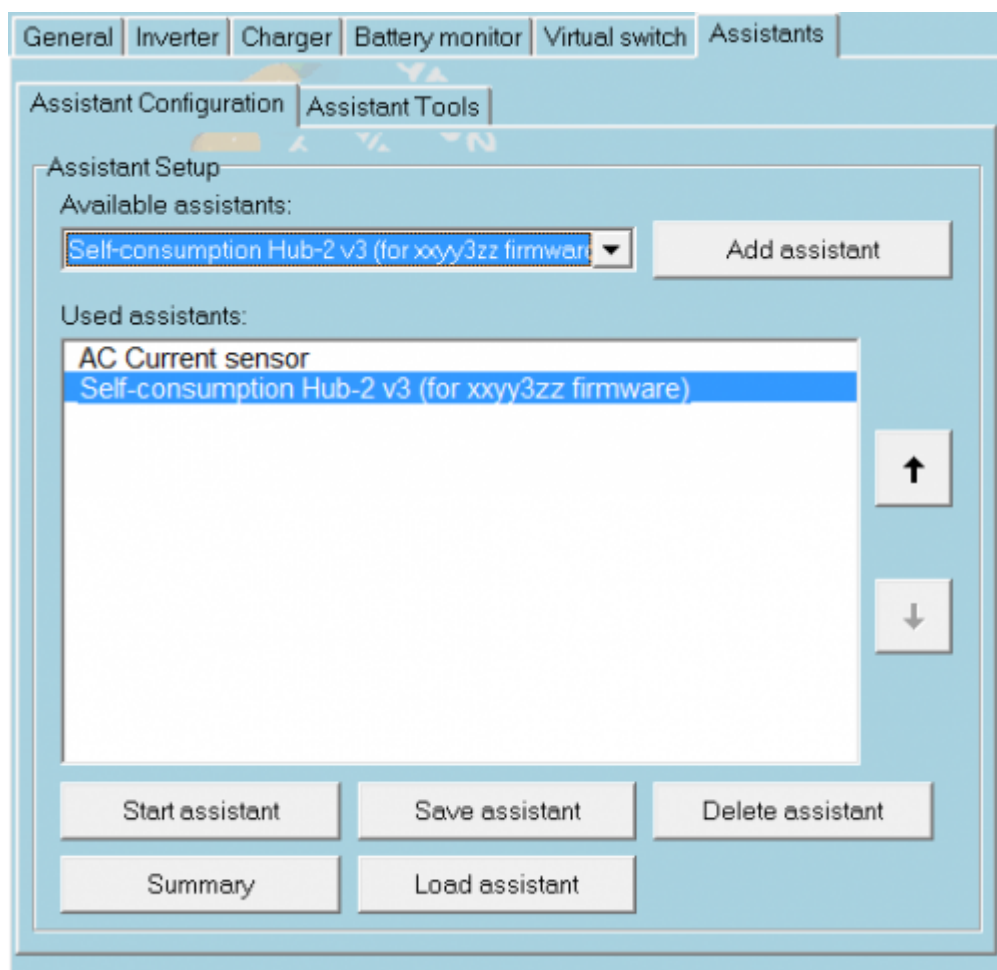 General Inverter Charger Battery monitor Virtual switch Assistants
Assistant Configuration Assistant Tools
Assistant Setup
Available assistants:
Self-consumption Hub-2 v3 (for xxyy3zz firmware
Add assistant
Used assistants:
AC Current sensor
Self-consumption Hub-2 v3 (for xxyy3zz firmware)
Start assistant Save assistant Delete assistant
Summary Load assistant